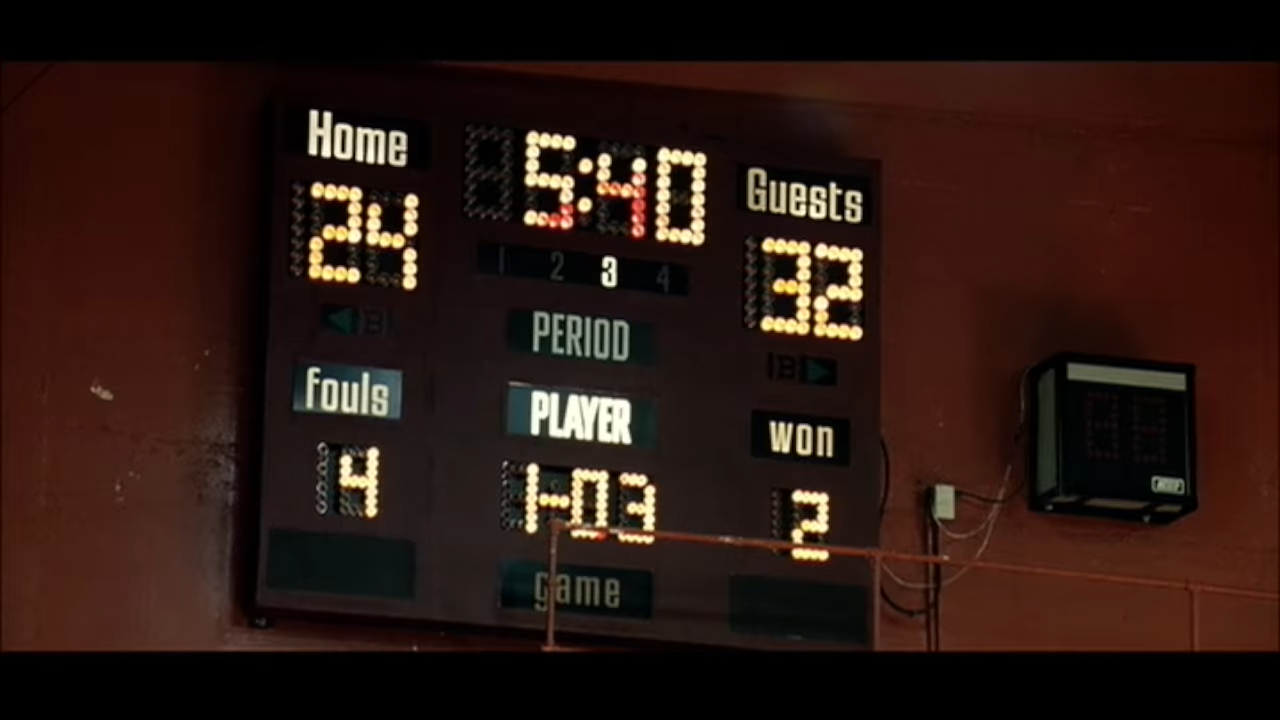 Home
5:40
Guests
24
32
1 2 3 4
B
PERIOD
B
fouls
PLAYER
won
4
1-03
2
game